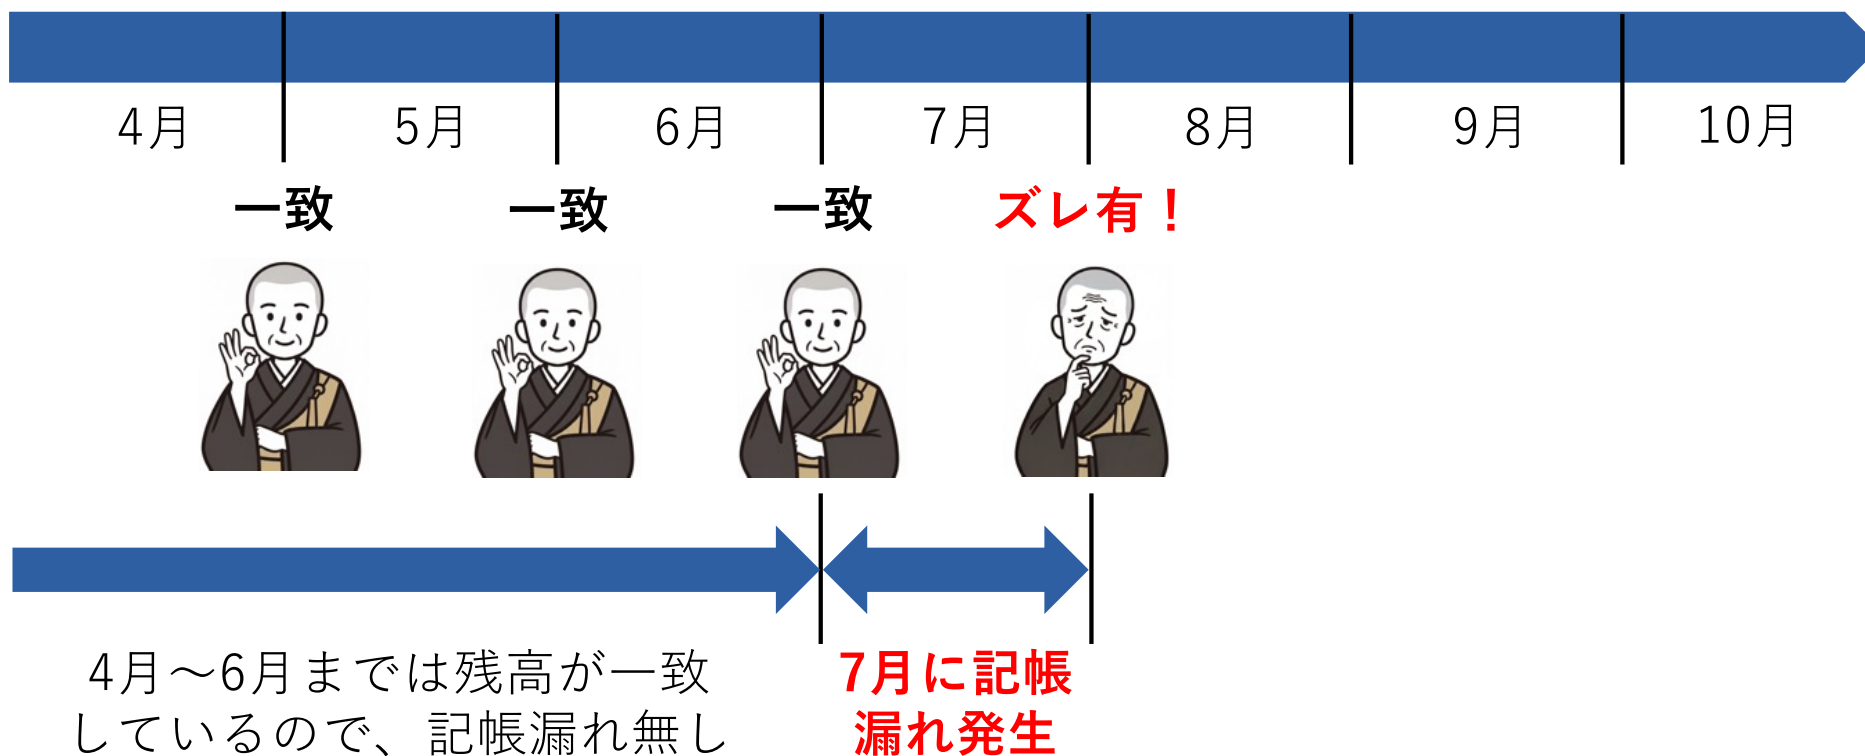 4月 5月 6月 7月 8月 9月 10月
一致 一致 一致 ズレ有！
4月～6月までは残高が一致
しているので、記帳漏れ無し
7月に記帳
漏れ発生